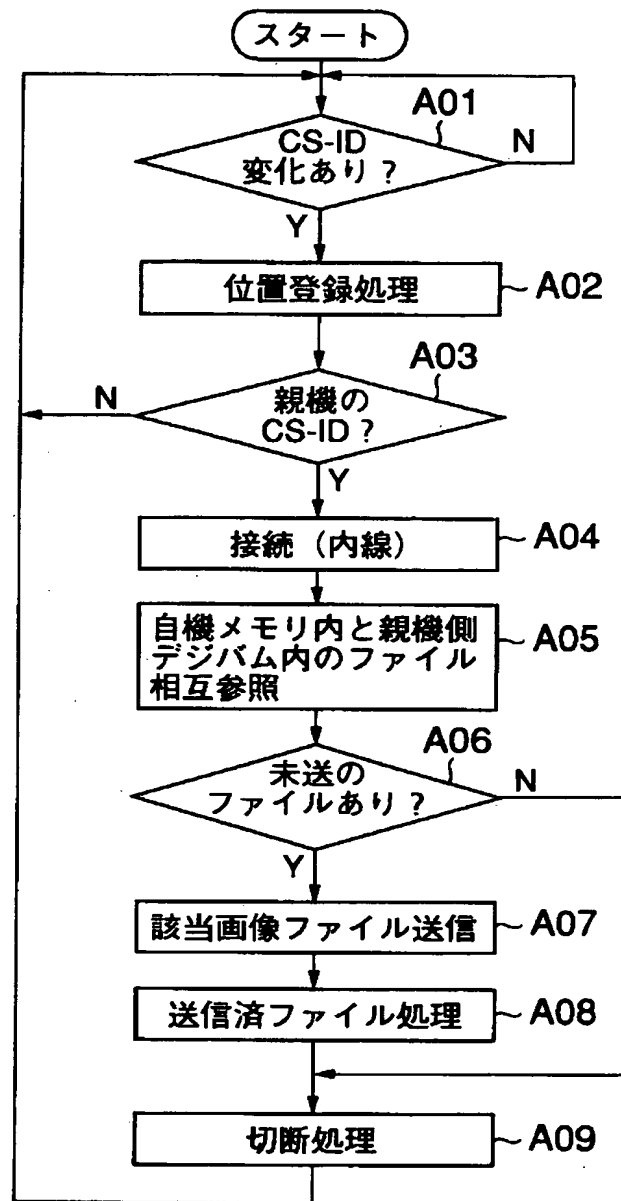 スタート
A01
CS-ID
変化あり？
N
Y
位置登録処理
A02
A03
親機の
CS-ID？
N
Y
接続（内線）
A04
自機メモリ内と親機側
デジバム内のファイル
相互参照
A05
A06
未送の
ファイルあり？
N
Y
該当画像ファイル送信
A07
送信済ファイル処理
A08
切断処理
A09